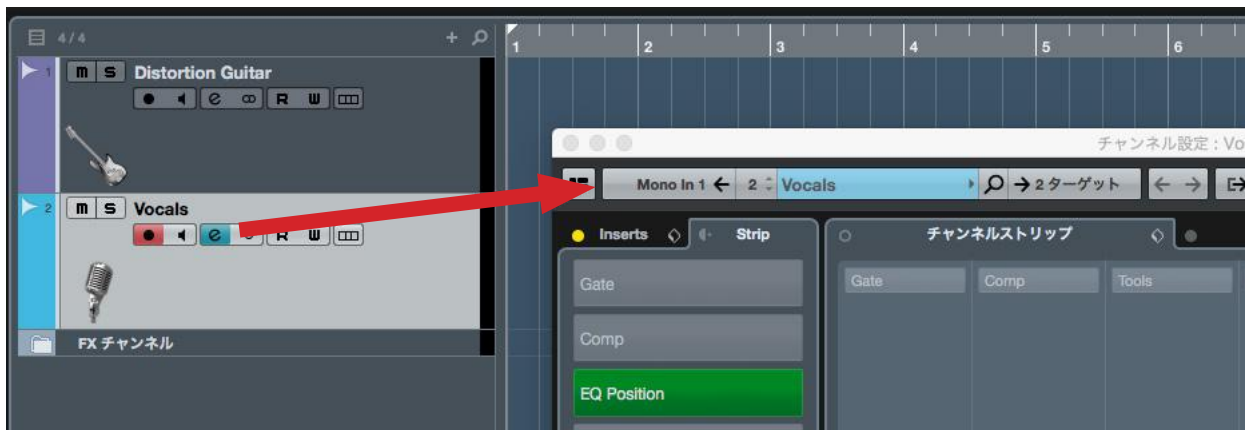 4/4
1 2 3 4 5 6
1 m S Distortion Guitar
e R W
チャンネル設定 : Vo
Mono In 1 ← 2 Vocals → 2 ターゲット ← →
2 m S Vocals
e R W
Inserts Strip チャンネルストリップ
Gate Gate Comp Tools
FX チャンネル
Comp
EQ Position